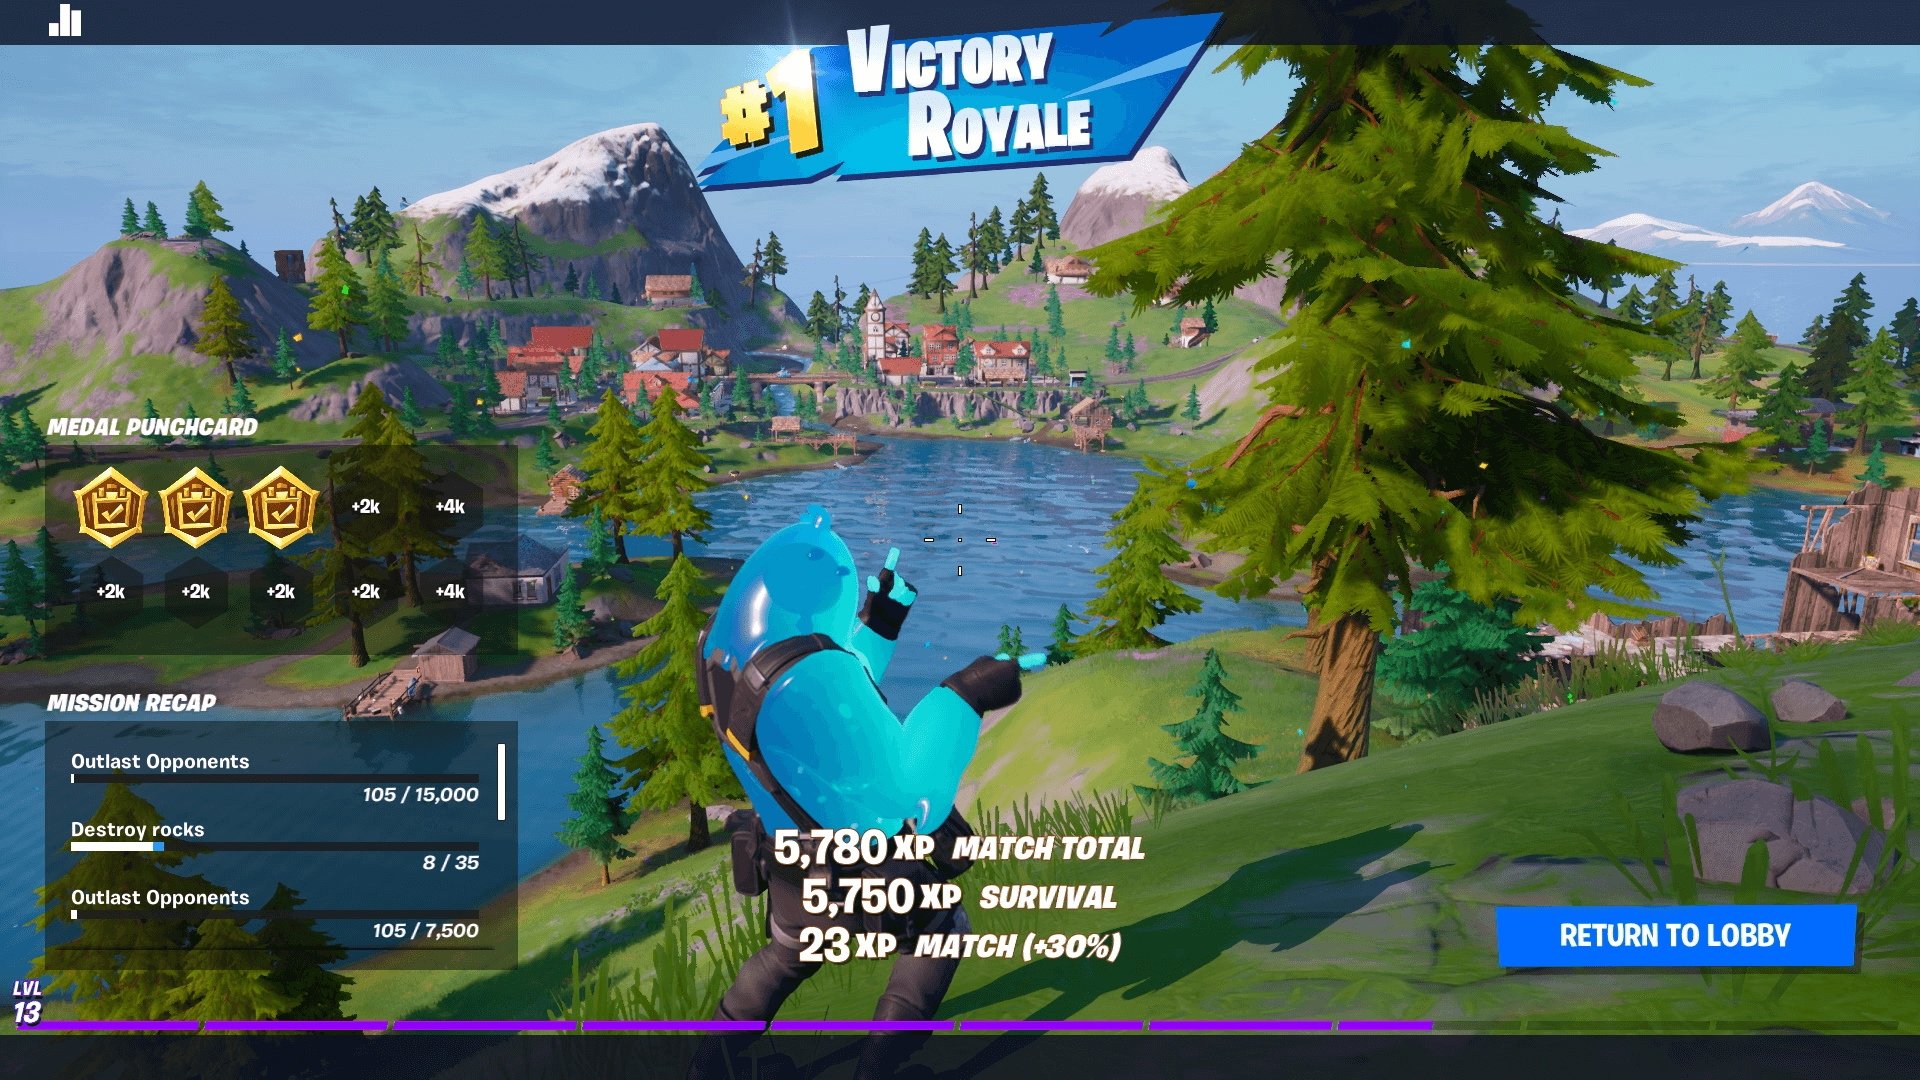 #1 VICTORY
ROYALE
MEDAL PUNCHCARD
+2k +4k
+2k +2k +2k +2k +4k
MISSION RECAP
Outlast Opponents
105 / 15,000
Destroy rocks
8 / 35
Outlast Opponents
105 / 7,500
5,780 XP MATCH TOTAL
5,750 XP SURVIVAL
23 XP MATCH (+30%)
RETURN TO LOBBY
LVL
13